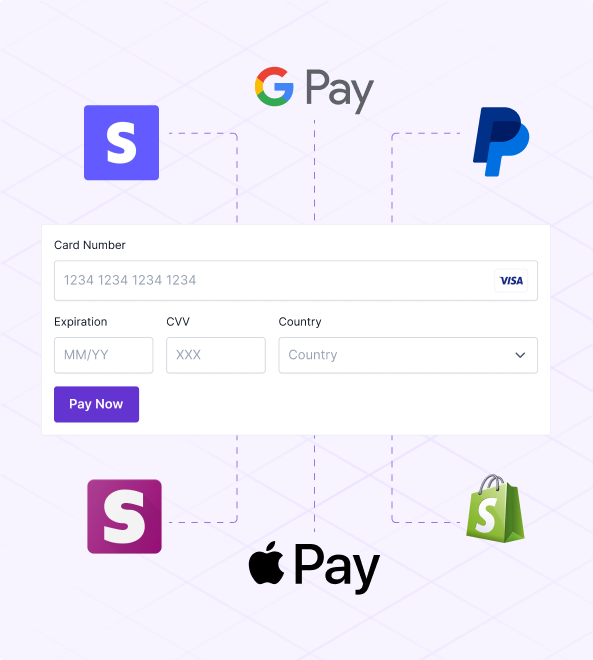 G Pay
S
P
Card Number
1234 1234 1234 1234
VISA
Expiration
CVV
Country
MM/YY
XXX
Country
Pay Now
S
S
Pay